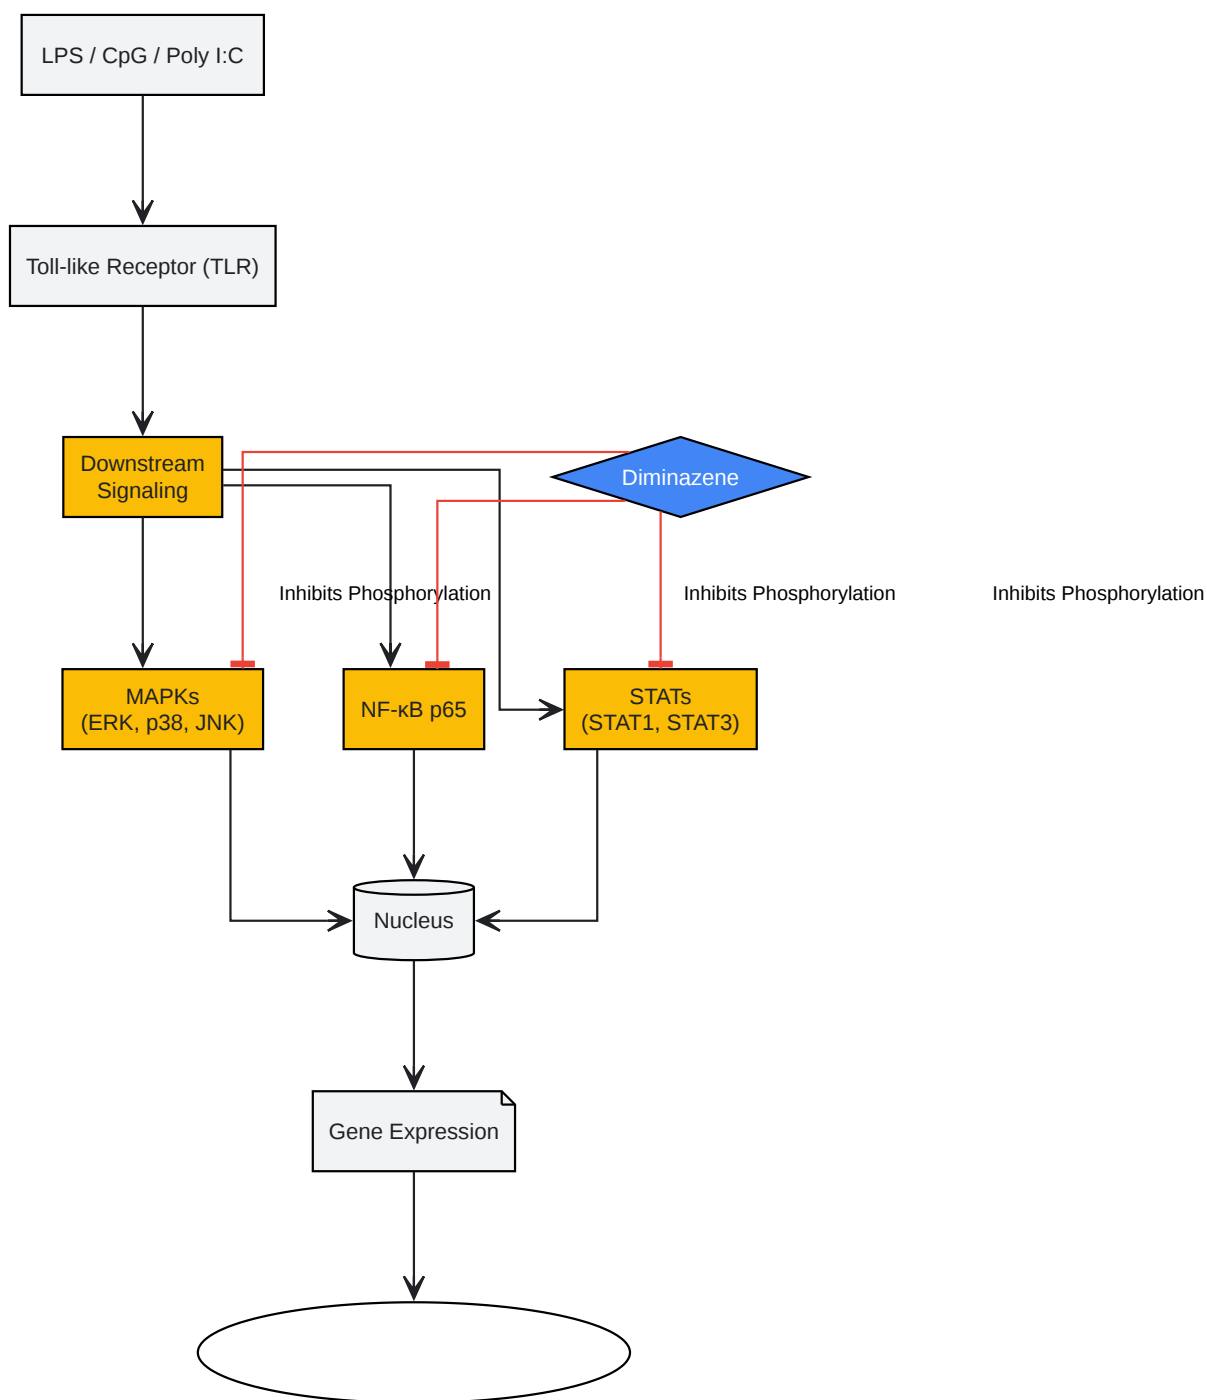 LPS / CpG / Poly I:C
Toll-like Receptor (TLR)
Downstream
Signaling
Diminazene
Inhibits Phosphorylation
Inhibits Phosphorylation
Inhibits Phosphorylation
MAPKs
(ERK, p38, JNK)
NF-κB p65
STATs
(STAT1, STAT3)
Nucleus
Gene Expression